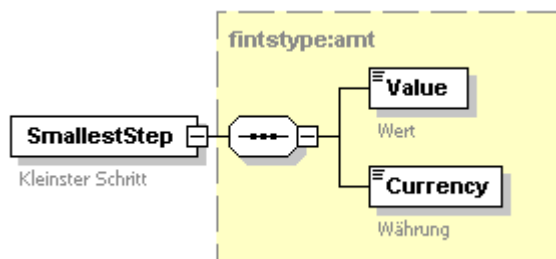 fintstype:amt
Value
Wert
SmallestStep
Kleinster Schritt
Currency
Währung